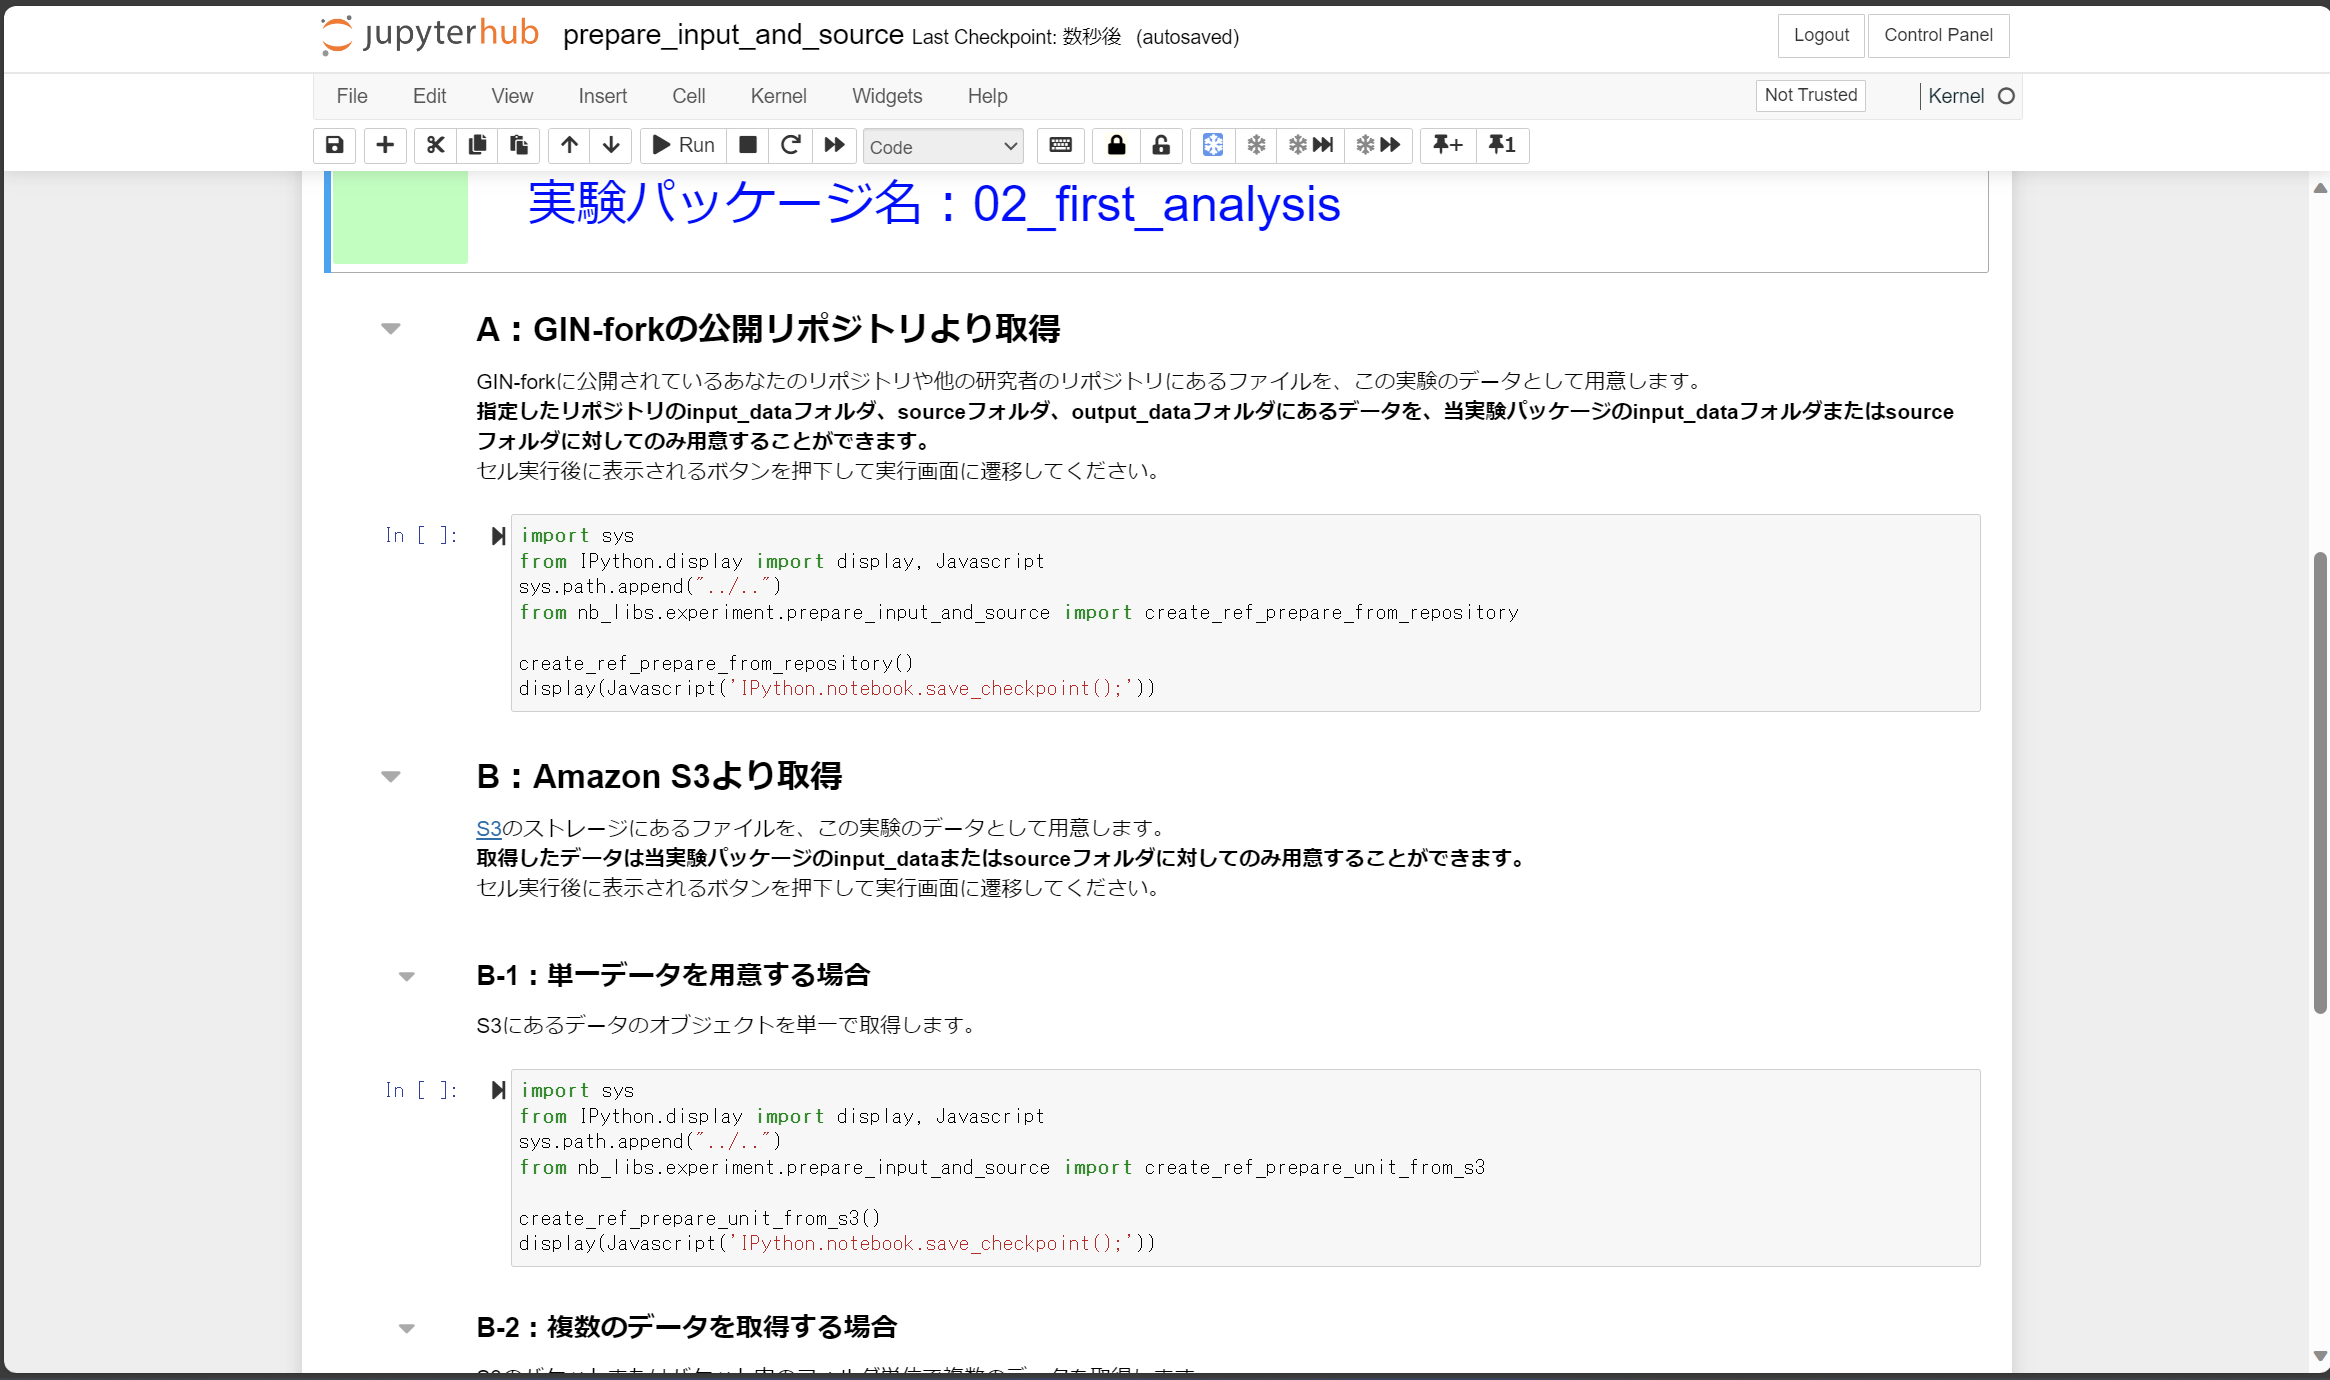 jupyterhub prepare_input_and_source Last Checkpoint: 数秒後 (autosaved) Logout Control Panel
File Edit View Insert Cell Kernel Widgets Help Not Trusted Kernel
Run Code +1
実験パッケージ名：02_first_analysis
A：GIN-forkの公開リポジトリより取得
GIN-forkに公開されているあなたのリポジトリや他の研究者のリポジトリにあるファイルを、この実験のデータとして用意します。
指定したリポジトリのinput_dataフォルダ、sourceフォルダ、output_dataフォルダにあるデータを、当実験パッケージのinput_dataフォルダまたはsource
フォルダに対してのみ用意することができます。
セル実行後に表示されるボタンを押下して実行画面に遷移してください。
In [ ]: import sys
from IPython.display import display, Javascript
sys.path.append("../..")
from nb_libs.experiment.prepare_input_and_source import create_ref_prepare_from_repository
create_ref_prepare_from_repository()
display(Javascript('IPython.notebook.save_checkpoint();'))
B：Amazon S3より取得
S3のストレージにあるファイルを、この実験のデータとして用意します。
取得したデータは当実験パッケージのinput_dataまたはsourceフォルダに対してのみ用意することができます。
セル実行後に表示されるボタンを押下して実行画面に遷移してください。
B-1：単一データを用意する場合
S3にあるデータのオブジェクトを単一で取得します。
In [ ]: import sys
from IPython.display import display, Javascript
sys.path.append("../..")
from nb_libs.experiment.prepare_input_and_source import create_ref_prepare_unit_from_s3
create_ref_prepare_unit_from_s3()
display(Javascript('IPython.notebook.save_checkpoint();'))
B-2：複数のデータを取得する場合